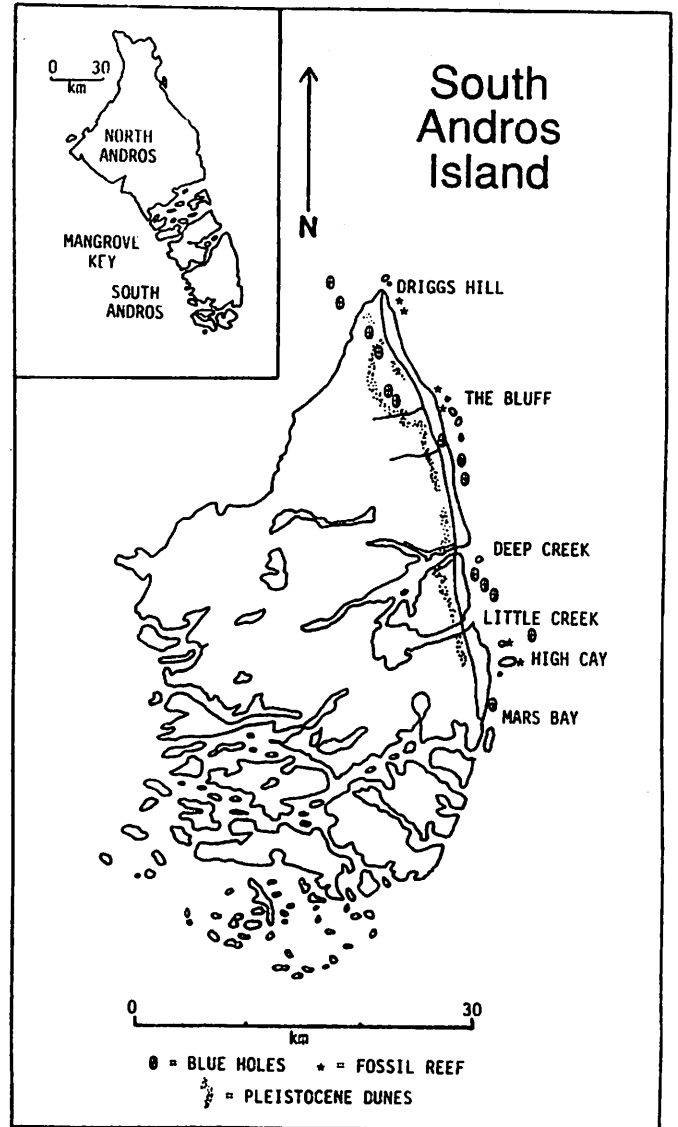 South
Andros
Island
0 30
km
NORTH
ANDROS
MANGROVE
KEY
SOUTH
ANDROS
N
DRIGGS HILL
THE BLUFF
DEEP CREEK
LITTLE CREEK
HIGH CAY
MARS BAY
0 30
km
= BLUE HOLES * = FOSSIL REEF
= PLEISTOCENE DUNES